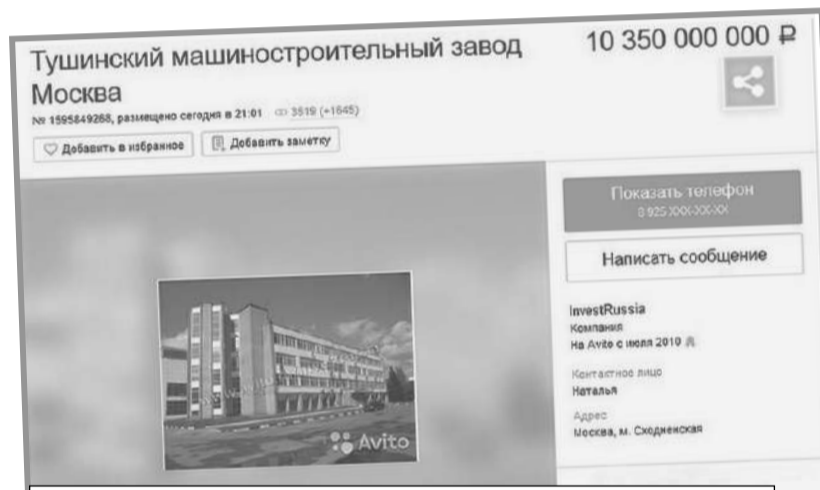 Тушинский машиностроительный завод
Москва
10 350 000 000 ₽
№ 1595849268, размещено сегодня в 21:01 3519 (+1645)
Добавить в избранное
Добавить заметку
Показать телефон
8 925 XXX-XX-XX
Написать сообщение
InvestRussia
Компания
На Avito с июля 2010
Контактное лицо
Наталья
Адрес
Москва, м. Сходненская
Avito